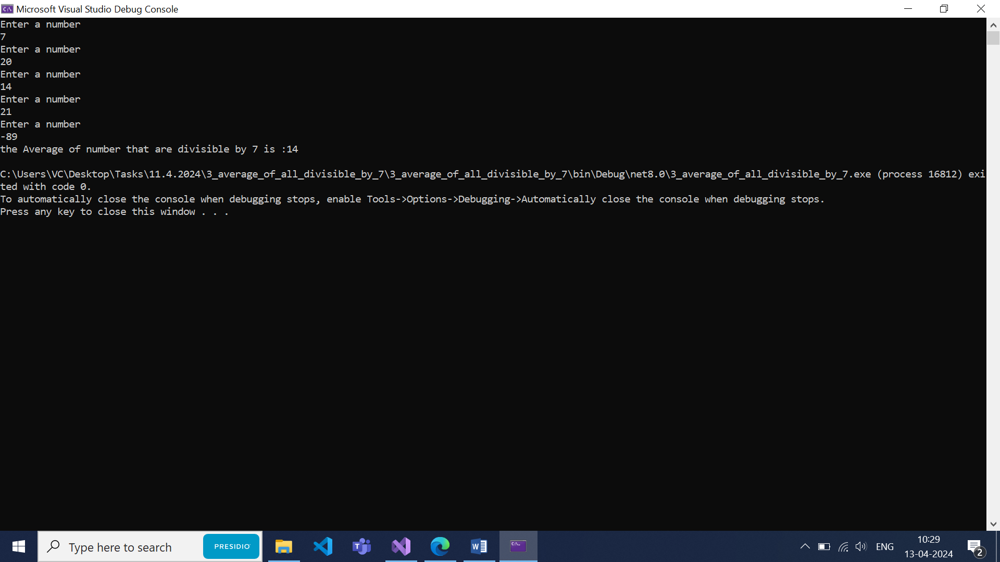 Microsoft Visual Studio Debug Console
Enter a number
7
Enter a number
20
Enter a number
14
Enter a number
21
Enter a number
-89
the Average of number that are divisible by 7 is :14
C:\Users\VC\Desktop\Tasks\11.4.2024\3_average_of_all_divisible_by_7\3_average_of_all_divisible_by_7\bin\Debug\net8.0\3_average_of_all_divisible_by_7.exe (process 16812) exi
ted with code 0.
To automatically close the console when debugging stops, enable Tools->Options->Debugging->Automatically close the console when debugging stops.
Press any key to close this window . . .
Type here to search
PRESIDIO
ENG
10:29
13-04-2024
2